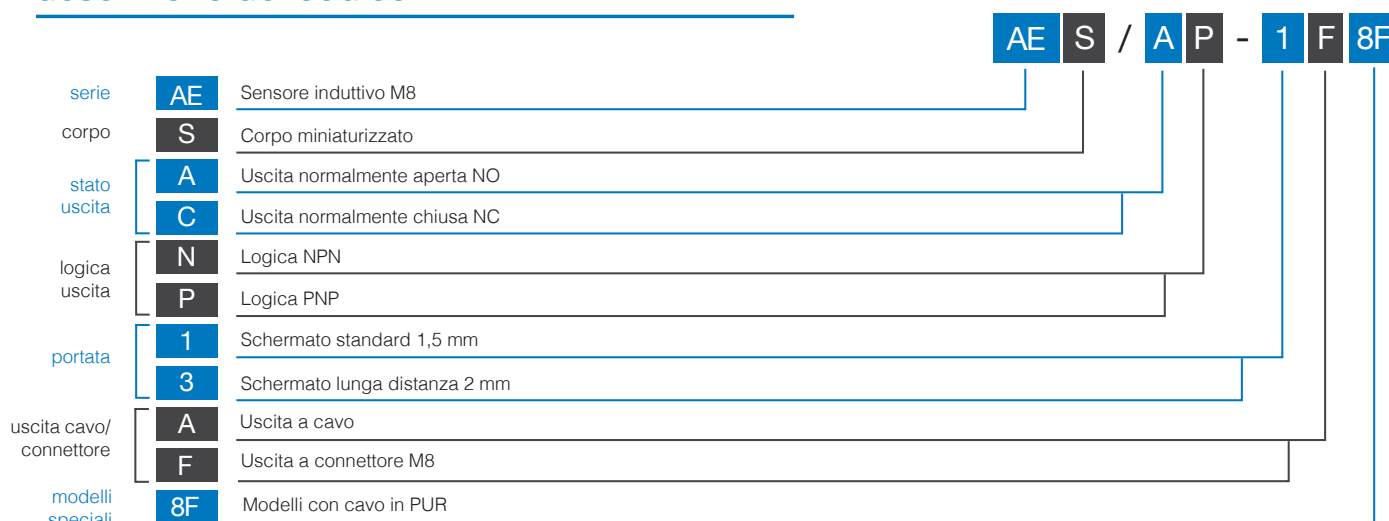 AE S / A P - 1 F 8F
serie AE Sensore induttivo M8
corpo S Corpo miniaturizzato
stato
uscita
A Uscita normalmente aperta NO
C Uscita normalmente chiusa NC
logica
uscita
N Logica NPN
P Logica PNP
portata
1 Schermato standard 1,5 mm
3 Schermato lunga distanza 2 mm
uscita cavo/
connettore
A Uscita a cavo
F Uscita a connettore M8
modelli
speciali
8F Modelli con cavo in PUR